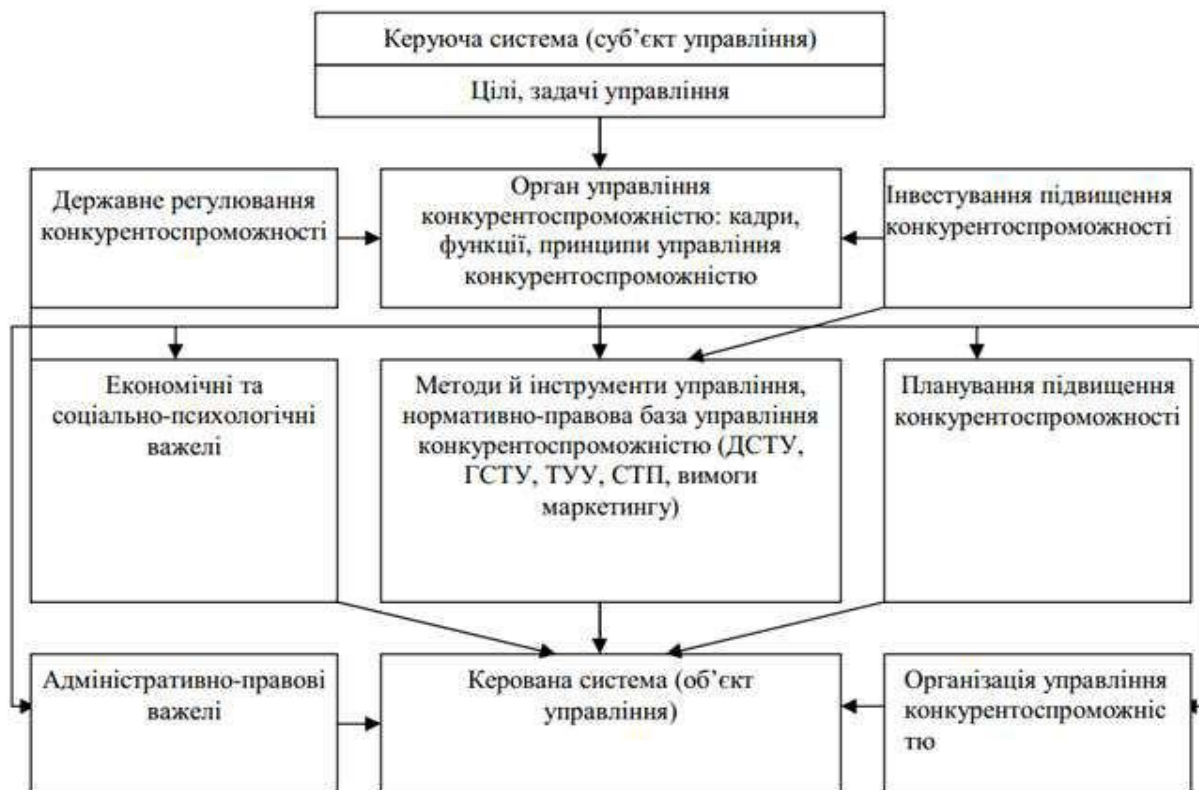 Керуюча система (суб’єкт управління)
Цілі, задачі управління
Державне регулювання
конкурентоспроможності
Орган управління
конкурентоспроможністю: кадри,
функції, принципи управління
конкурентоспроможністю
Інвестування підвищення
конкурентоспроможності
Економічні та
соціально-психологічні
важелі
Методи й інструменти управління,
нормативно-правова база управління
конкурентоспроможністю (ДСТУ,
ГСТУ, ТУУ, СТП, вимоги
маркетингу)
Планування підвищення
конкурентоспроможності
Адміністративно-правові
важелі
Керована система (об’єкт
управління)
Організація управління
конкурентоспроможніс
тю